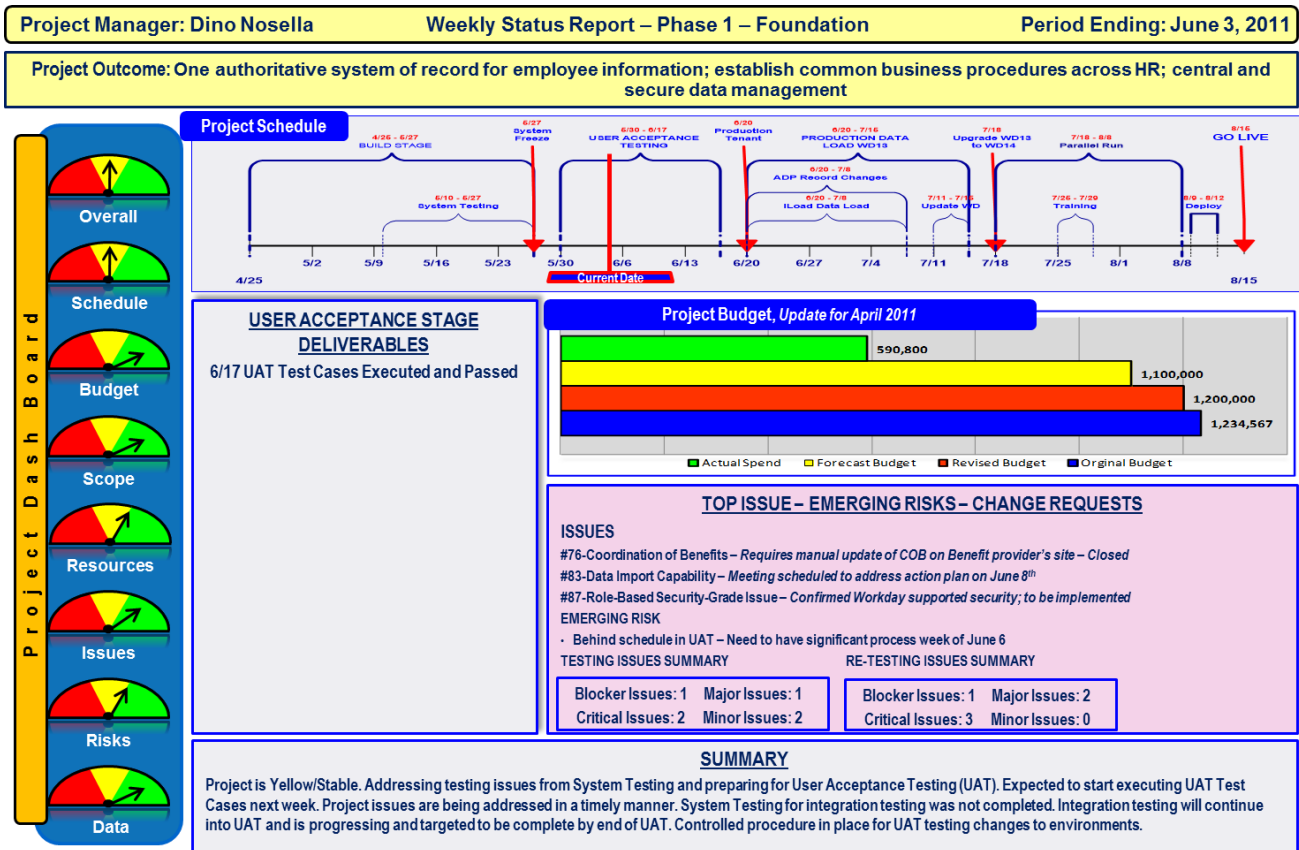 Project Manager: Dino Nosella
Weekly Status Report – Phase 1 – Foundation
Period Ending: June 3, 2011
Project Outcome: One authoritative system of record for employee information; establish common business procedures across HR; central and
secure data management
Project Dash Board
Overall
Schedule
Budget
Scope
Resources
Issues
Risks
Data
Project Schedule
4/25 - 5/27
BUILD STAGE
5/27
System
Freeze
5/30 - 6/17
USER ACCEPTANCE
TESTING
6/20
Production
Tenant
6/20 - 7/15
PRODUCTION DATA
LOAD WD13
7/18
Upgrade WD13
to WD14
7/18 - 8/8
Parallel Run
8/15
GO LIVE
6/20 - 7/8
ADP Record Changes
5/10 - 5/27
System Testing
6/20 - 7/8
ILoad Data Load
7/11 - 7/15
Update WD
7/25 - 7/29
Training
8/9 - 8/12
Deploy
4/25
5/2
5/9
5/16
5/23
5/30
6/6
6/13
6/20
6/27
7/4
7/11
7/18
7/25
8/1
8/8
8/15
Current Date
USER ACCEPTANCE STAGE
DELIVERABLES
6/17 UAT Test Cases Executed and Passed
Project Budget, Update for April 2011
590,800
1,100,000
1,200,000
1,234,567
Actual Spend
Forecast Budget
Revised Budget
Orginal Budget
TOP ISSUE – EMERGING RISKS – CHANGE REQUESTS
ISSUES
#76-Coordination of Benefits – Requires manual update of COB on Benefit provider's site – Closed
#83-Data Import Capability – Meeting scheduled to address action plan on June 8th
#87-Role-Based Security-Grade Issue – Confirmed Workday supported security; to be implemented
EMERGING RISK
· Behind schedule in UAT – Need to have significant process week of June 6
TESTING ISSUES SUMMARY
Blocker Issues: 1 Major Issues: 1
Critical Issues: 2 Minor Issues: 2
RE-TESTING ISSUES SUMMARY
Blocker Issues: 1 Major Issues: 2
Critical Issues: 3 Minor Issues: 0
SUMMARY
Project is Yellow/Stable. Addressing testing issues from System Testing and preparing for User Acceptance Testing (UAT). Expected to start executing UAT Test
Cases next week. Project issues are being addressed in a timely manner. System Testing for integration testing was not completed. Integration testing will continue
into UAT and is progressing and targeted to be complete by end of UAT. Controlled procedure in place for UAT testing changes to environments.